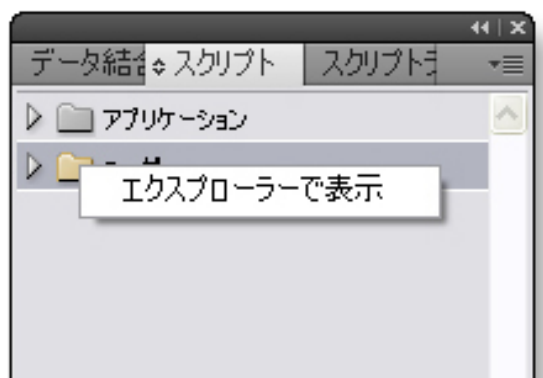 データ結合 スクリプト スクリプトラ
アプリケーション
エクスプローラーで表示